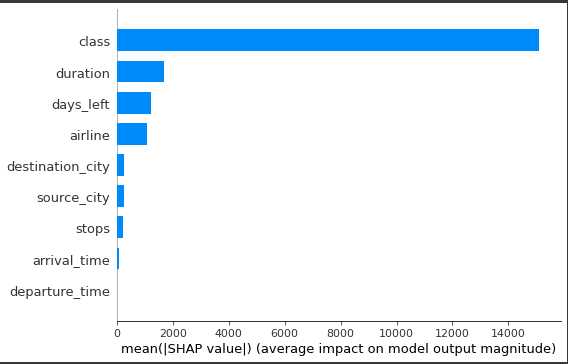 class
duration
days_left
airline
destination_city
source_city
stops
arrival_time
departure_time
0 2000 4000 6000 8000 10000 12000 14000
mean(|SHAP value|) (average impact on model output magnitude)